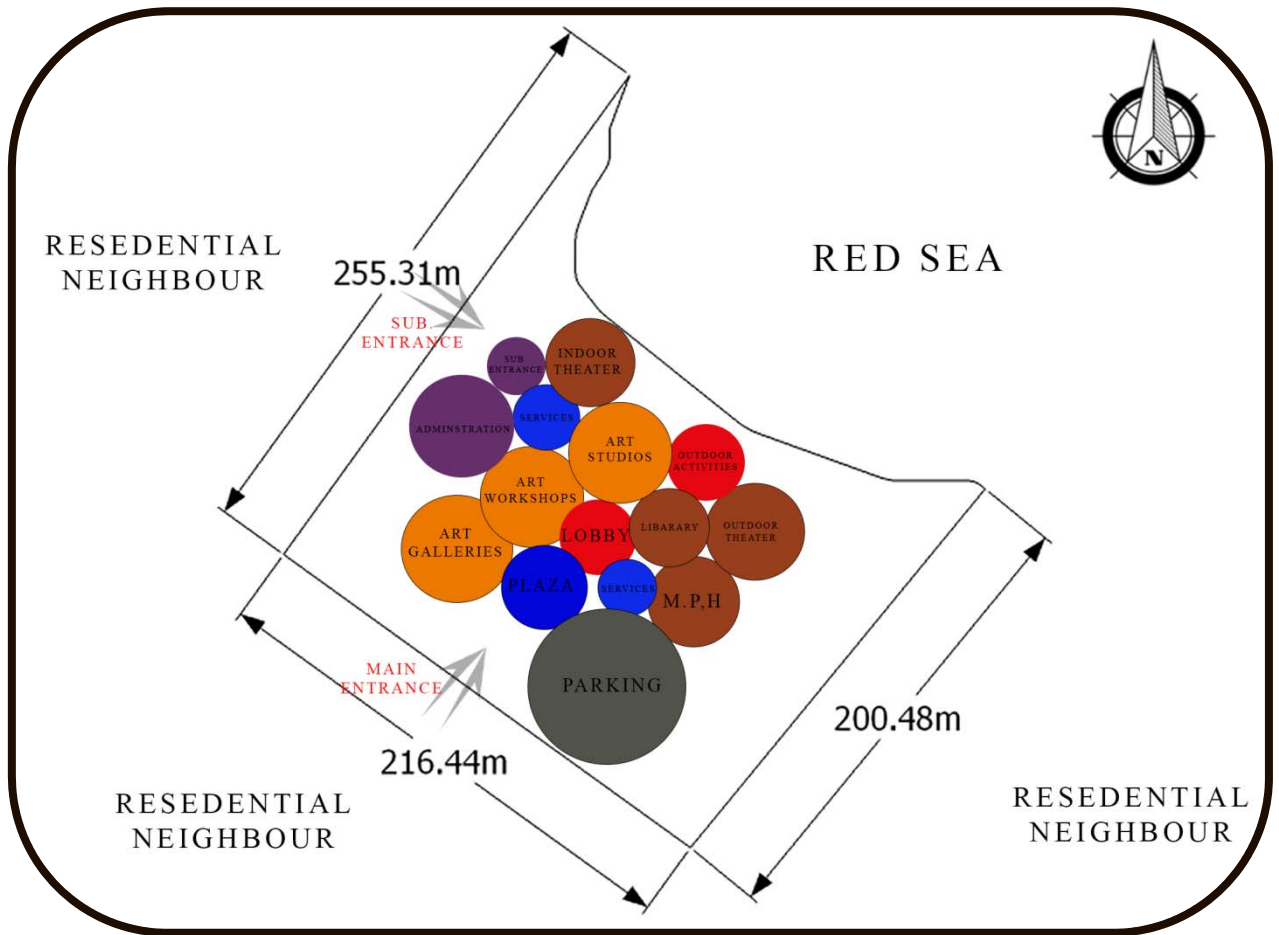 N
RESEDENTIAL
NEIGHBOUR
255.31m
RED SEA
SUB.
ENTRANCE
SUB
ENTRANCE
INDOOR
THEATER
ADMINSTRATION
SERVICES
ART
STUDIOS
OUTDOOR
ACTIVITIES
ART
WORKSHOPS
ART
GALLERIES
LOBBY
LIBARARY
OUTDOOR
THEATER
PLAZA
SERVICES
M.P,H
PARKING
MAIN
ENTRANCE
216.44m
200.48m
RESEDENTIAL
NEIGHBOUR
RESEDENTIAL
NEIGHBOUR